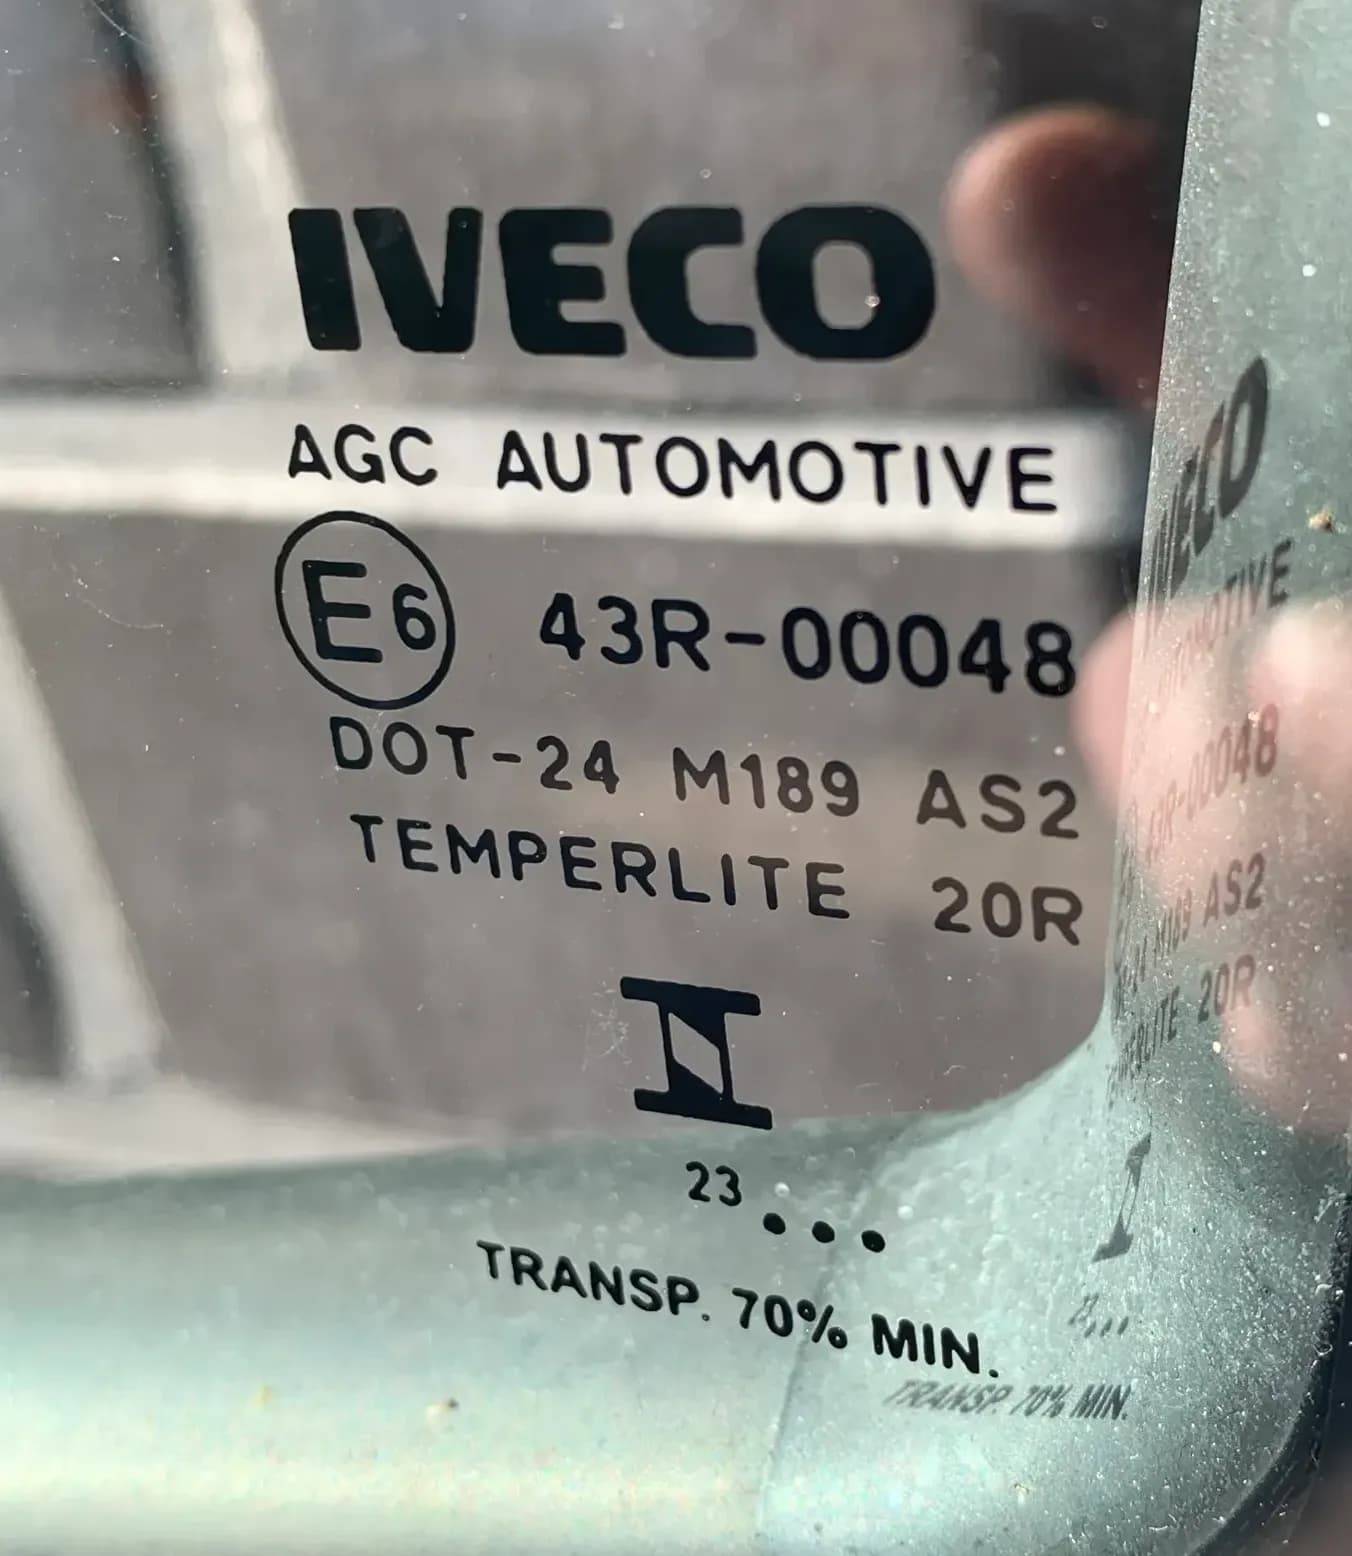 IVECO
AGC AUTOMOTIVE
E6 43R-00048
DOT-24 M189 AS2
TEMPERLITE 20R
23 ...
TRANSP. 70% MIN.